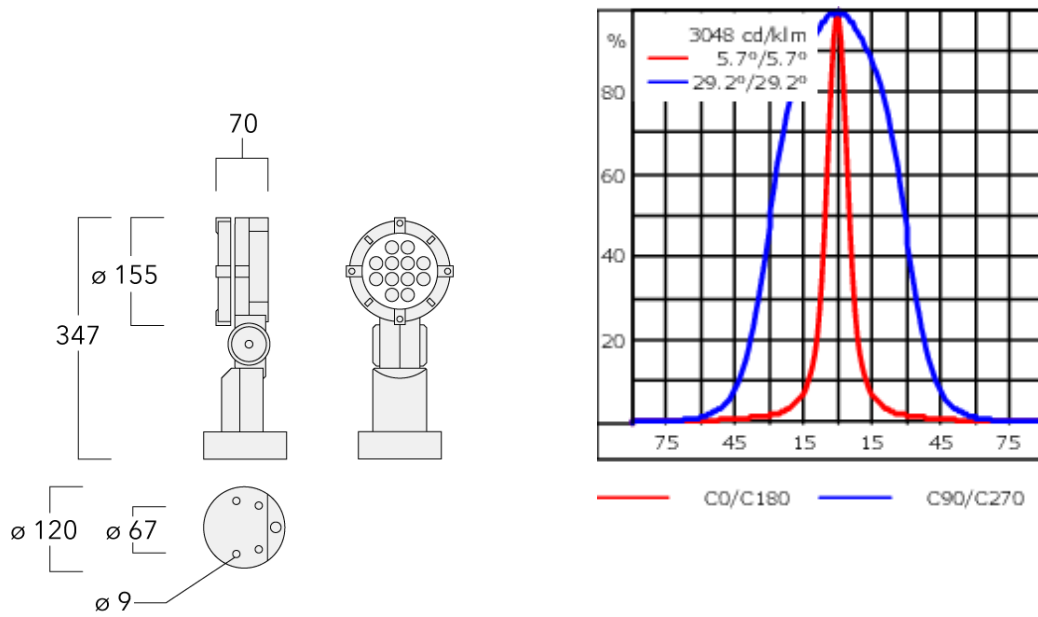 70
ø 155
347
ø 120
ø 67
ø 9
%
3048 cd/klm
5.7º/5.7º
29.2º/29.2º
80
60
40
20
75 45 15 15 45 75
C0/C180 C90/C270